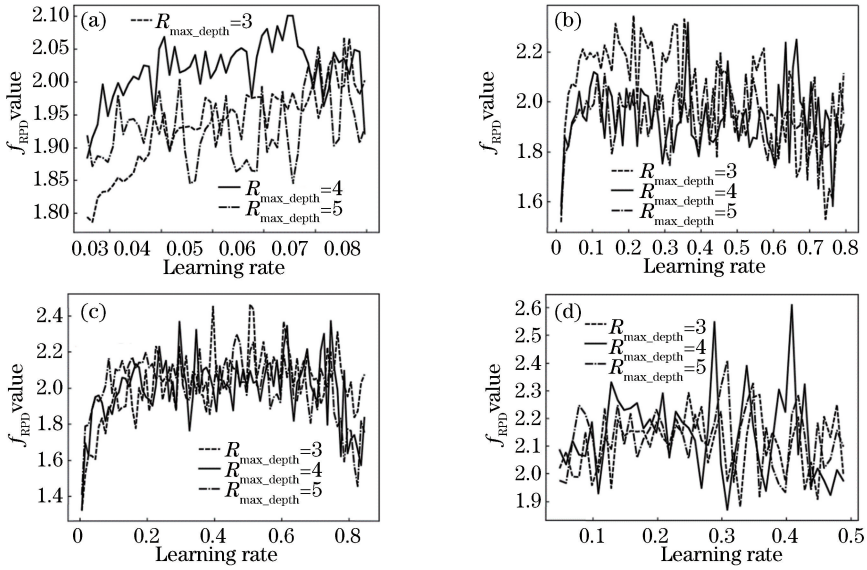 (a)
R_max_depth=3
2.10
2.05
2.00
1.95
1.90
1.85
1.80
f_RPD value
R_max_depth=4
R_max_depth=5
0.03 0.04 0.05 0.06 0.07 0.08
Learning rate
(b)
2.2
2.0
1.8
1.6
f_RPD value
R_max_depth=3
R_max_depth=4
R_max_depth=5
0 0.1 0.2 0.3 0.4 0.5 0.6 0.7 0.8
Learning rate
(c)
2.4
2.2
2.0
1.8
1.6
1.4
f_RPD value
R_max_depth=3
R_max_depth=4
R_max_depth=5
0 0.2 0.4 0.6 0.8
Learning rate
(d)
R_max_depth=3
R_max_depth=4
R_max_depth=5
2.6
2.5
2.4
2.3
2.2
2.1
2.0
1.9
f_RPD value
0.1 0.2 0.3 0.4 0.5
Learning rate